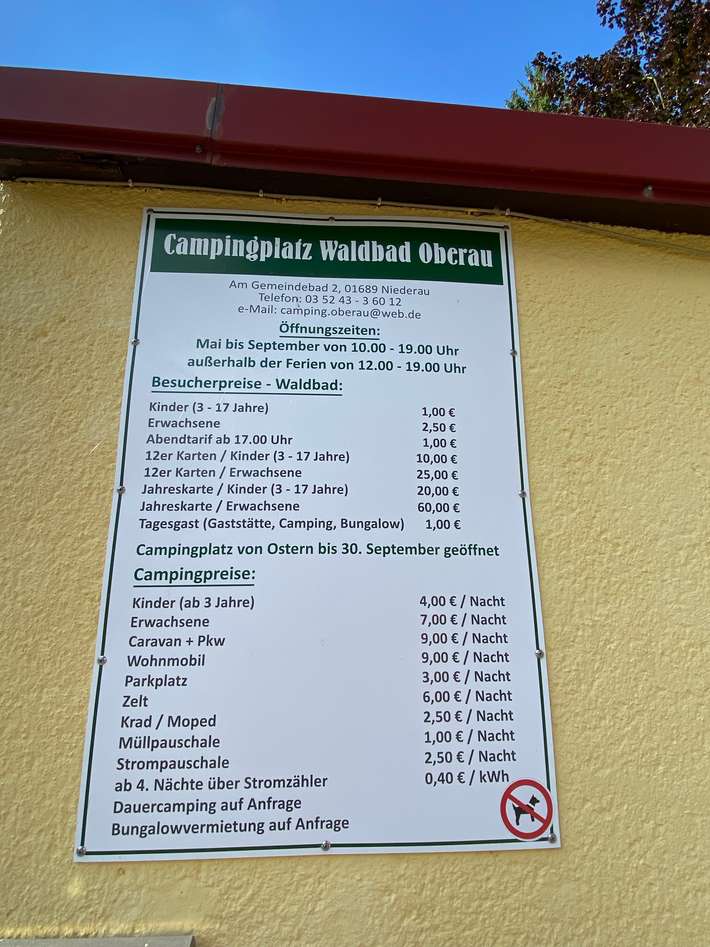 Campingplatz Waldbad Oberau
Am Gemeindebad 2, 01689 Niederau
Telefon: 03 52 43 - 3 60 12
e-Mail: camping.oberau@web.de
Öffnungszeiten:
Mai bis September von 10.00 - 19.00 Uhr
außerhalb der Ferien von 12.00 - 19.00 Uhr
Besucherpreise - Waldbad:
Kinder (3 - 17 Jahre) 1,00 €
Erwachsene 2,50 €
Abendtarif ab 17.00 Uhr 1,00 €
12er Karten / Kinder (3 - 17 Jahre) 10,00 €
12er Karten / Erwachsene 25,00 €
Jahreskarte / Kinder (3 - 17 Jahre) 20,00 €
Jahreskarte / Erwachsene 60,00 €
Tagesgast (Gaststätte, Camping, Bungalow) 1,00 €
Campingplatz von Ostern bis 30. September geöffnet
Campingpreise:
Kinder (ab 3 Jahre) 4,00 € / Nacht
Erwachsene 7,00 € / Nacht
Caravan + Pkw 9,00 € / Nacht
Wohnmobil 9,00 € / Nacht
Parkplatz 3,00 € / Nacht
Zelt 6,00 € / Nacht
Krad / Moped 2,50 € / Nacht
Müllpauschale 1,00 € / Nacht
Strompauschale 2,50 € / Nacht
ab 4. Nächte über Stromzähler 0,40 € / kWh
Dauercamping auf Anfrage
Bungalowvermietung auf Anfrage